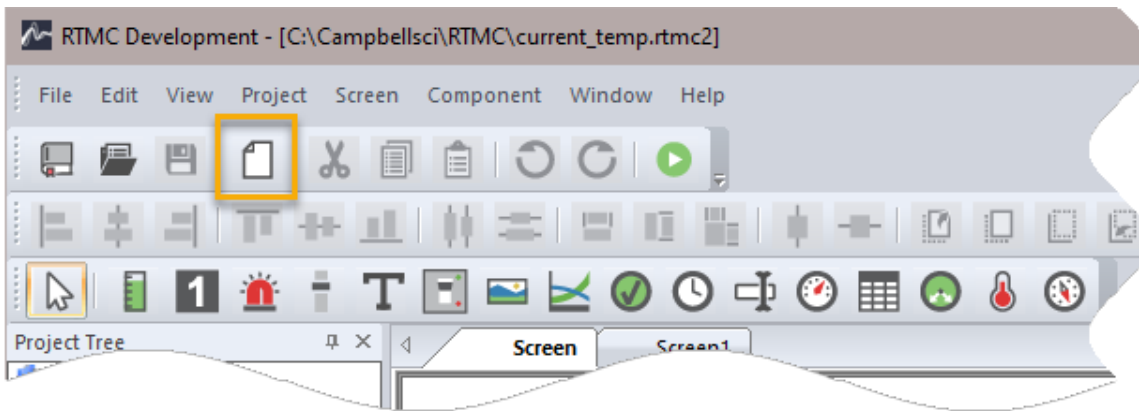 RTMC Development - [C:\Campbellsci\RTMC\current_temp.rtmc2]
File Edit View Project Screen Component Window Help
1
T
Project Tree
Screen Screen1